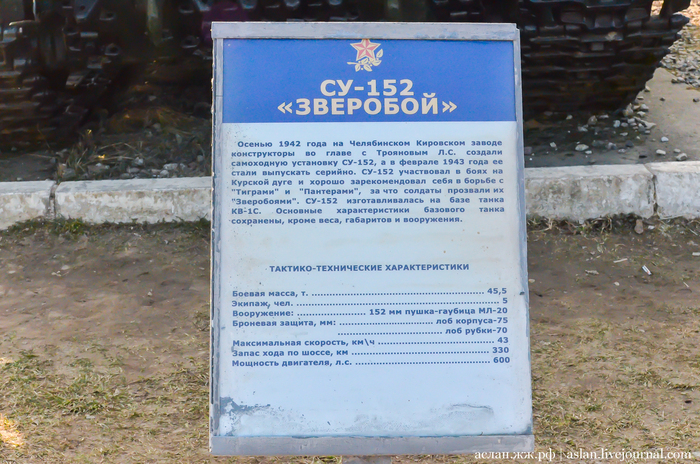 СУ-152
«ЗВЕРОБОЙ»
Осенью 1942 года на Челябинском Кировском заводе
конструкторы во главе с Трояновым Л.С. создали
самоходную установку СУ-152, а в феврале 1943 года ее
стали выпускать серийно. СУ-152 участвовал в боях на
Курской дуге и хорошо зарекомендовал себя в борьбе с
"Тиграми" и "Пантерами", за что солдаты прозвали их
"Зверобоями". СУ-152 изготавливалась на базе танка
КВ-1С. Основные характеристики базового танка
сохранены, кроме веса, габаритов и вооружения.
ТАКТИКО-ТЕХНИЧЕСКИЕ ХАРАКТЕРИСТИКИ
Боевая масса, т. .......... 45,5
Экипаж, чел. .......... 5
Вооружение: .......... 152 мм пушка-гаубица МЛ-20
Броневая защита, мм: .......... лоб корпуса-75
.......... лоб рубки-70
Максимальная скорость, км\ч .......... 43
Запас хода по шоссе, км .......... 330
Мощность двигателя, л.с. .......... 600
аслан.жж.рф | aslan.livejournal.com